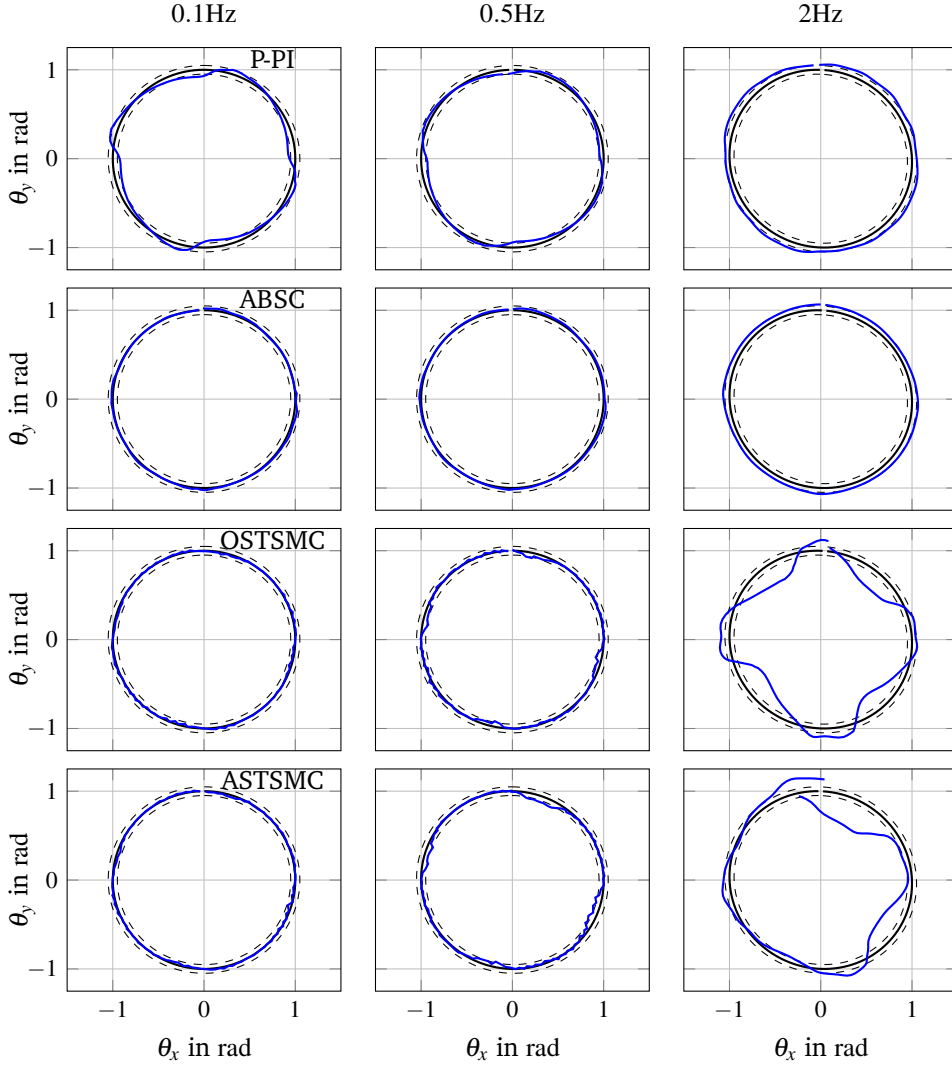 0.1Hz 0.5Hz 2Hz
P-PI
1
0
−1
θy in rad
ABSC
1
0
−1
θy in rad
OSTSMC
1
0
−1
θy in rad
ASTSMC
1
0
−1
θy in rad
−1 0 1 −1 0 1 −1 0 1
θx in rad θx in rad θx in rad